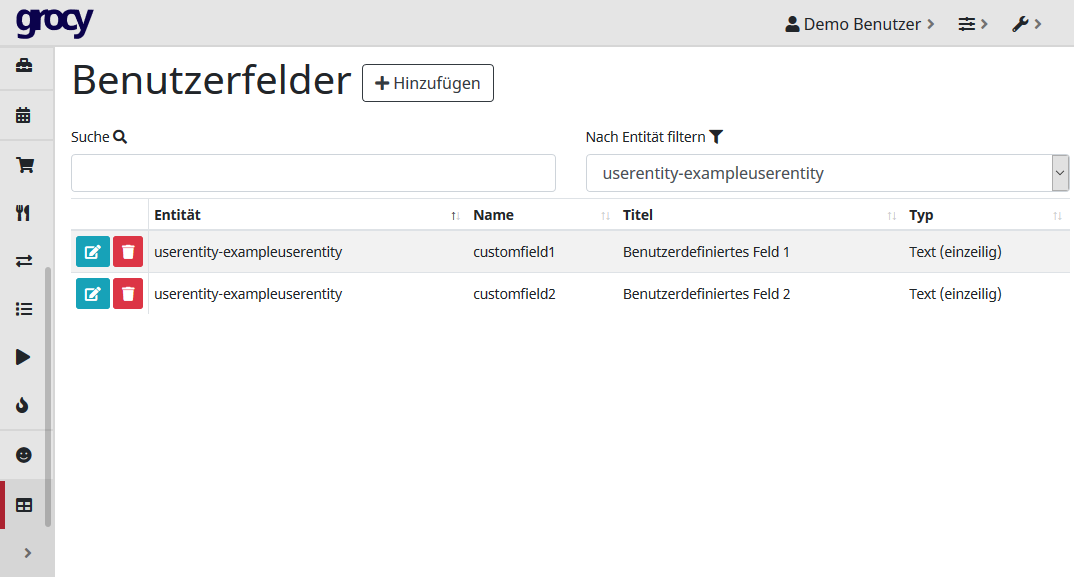 grocy
Demo Benutzer
Benutzerfelder
Hinzufügen
Suche
Nach Entität filtern
userentity-exampleuserentity
Entität Name Titel Typ
userentity-exampleuserentity customfield1 Benutzerdefiniertes Feld 1 Text (einzeilig)
userentity-exampleuserentity customfield2 Benutzerdefiniertes Feld 2 Text (einzeilig)